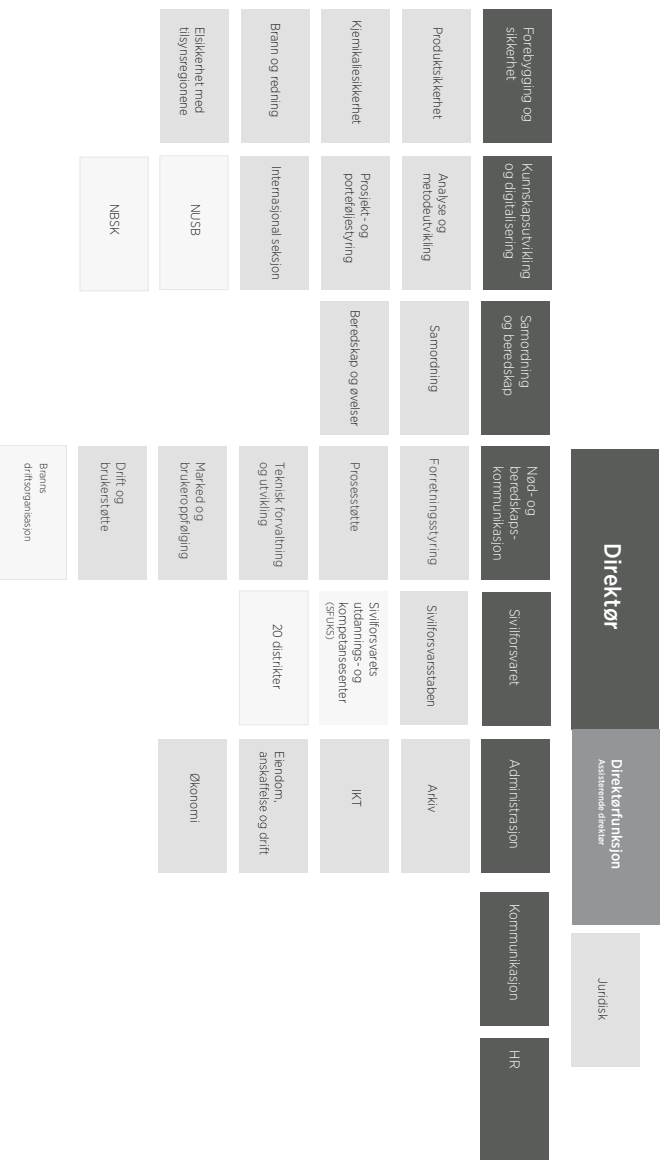 Direktør
Direktørfunksjon
Assisterende direktør
Juridisk
Forebygging og
sikkerhet
Produktsikkerhet
Kjemikaliesikkerhet
Brann og redning
Elsikkerhet med
tilsynsregionene
Kunnskapsutvikling
og digitalisering
Analyse og
metodeutvikling
Prosjekt- og
porteføljestyring
Internasjonal seksjon
NUSB
NBSK
Samordning
og beredskap
Samordning
Beredskap og øvelser
Nød- og
beredskaps-
kommunikasjon
Forretningsstyring
Prosesstøtte
Teknisk forvaltning
og utvikling
Marked og
brukeroppfølging
Drift og
brukerstøtte
Branns
driftsorganisasjon
Sivilforsvaret
Sivilforsvarsstaben
Sivilforsvarets
utdannings- og
kompetansesenter
(SFUKS)
20 distrikter
Administrasjon
Arkiv
IKT
Eiendom,
anskaffelse og drift
Økonomi
Kommunikasjon
HR